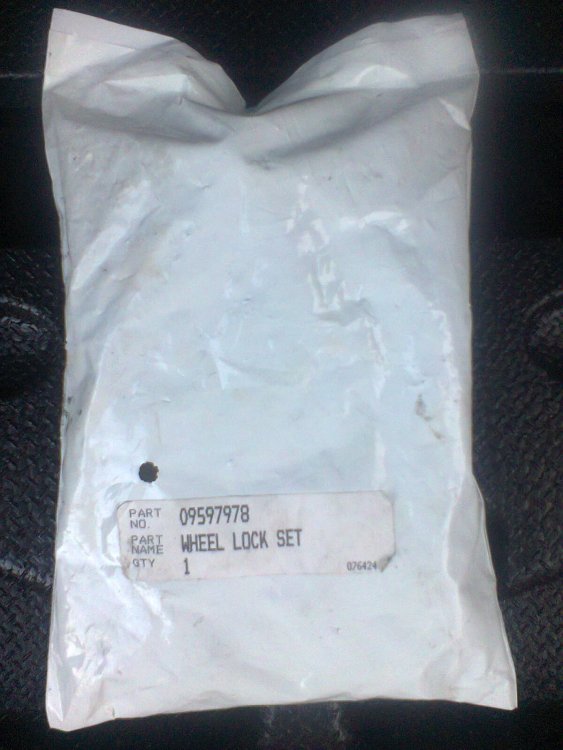 PART NO. 09597978
PART NAME WHEEL LOCK SET
QTY 1 076424